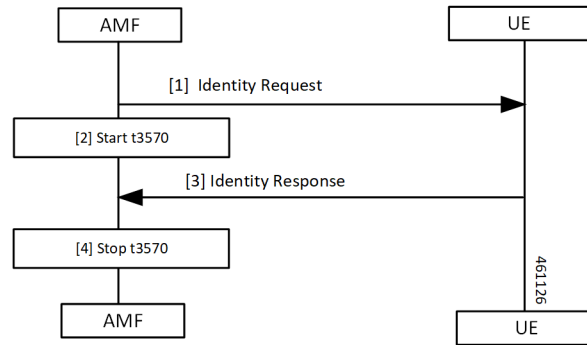 AMF
UE
[1]  Identity Request
[2] Start t3570
[3] Identity Response
[4] Stop t3570
461126
AMF
UE